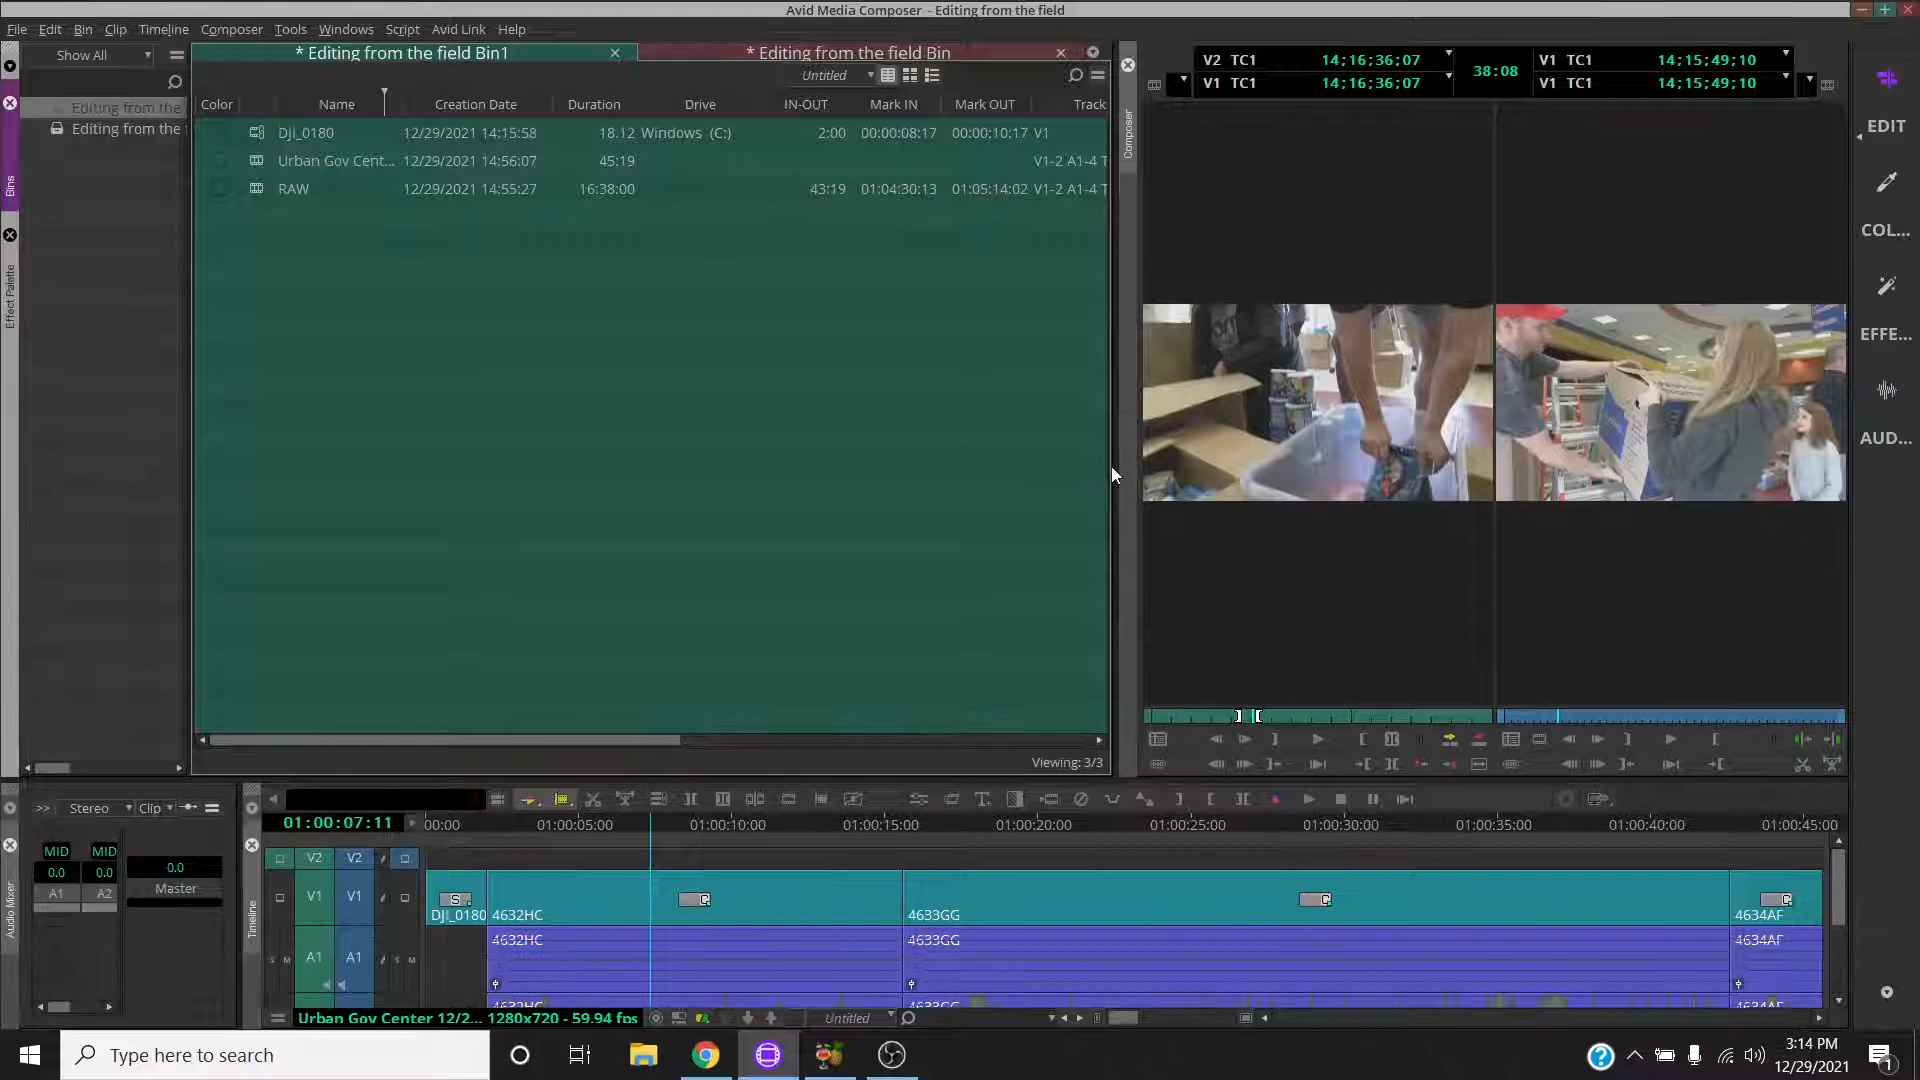 Avid Media Composer - Editing from the field
File Edit Bin Clip Timeline Composer Tools Windows Script Avid Link Help
Show All
* Editing from the field Bin1
* Editing from the field Bin
Untitled
Editing from the
Editing from the
Color Name Creation Date Duration Drive IN-OUT Mark IN Mark OUT Track
DJI_0180 12/29/2021 14:15:58 18.12 Windows (C:) 2:00 00:00:08:17 00:00:10;17 V1
Urban Gov Cent... 12/29/2021 14:56:07 45:19 V1-2 A1-4 T
RAW 12/29/2021 14:55:27 16:38:00 43:19 01:04:30:13 01:05:14:02 V1-2 A1-4 T
Viewing: 3/3
Bins
Effect Palette
Composer
V2 TC1 14;16;36;07
V1 TC1 14;16;36;07
38:08
V1 TC1 14;15;49;10
V1 TC1 14;15;49;10
EDIT
COL...
EFFE...
AUD...
>> Stereo Clip
MID MID
0.0 0.0 0.0
A1 A2 Master
Audio Mixer
Timeline
01:00:07:11
00:00 01:00:05:00 01:00:10:00 01:00:15:00 01:00:20:00 01:00:25:00 01:00:30:00 01:00:35:00 01:00:40:00 01:00:45:00
V2 V2
V1 V1
S C C C
DJI_0180 4632HC 4633GG 4634AF
4632HC 4633GG 4634AF
S M A1 A1 S M
4632HC 4633GG 4634AF
Urban Gov Center 12/2... 1280x720 - 59.94 fps
Untitled
Type here to search
3:14 PM
12/29/2021
1